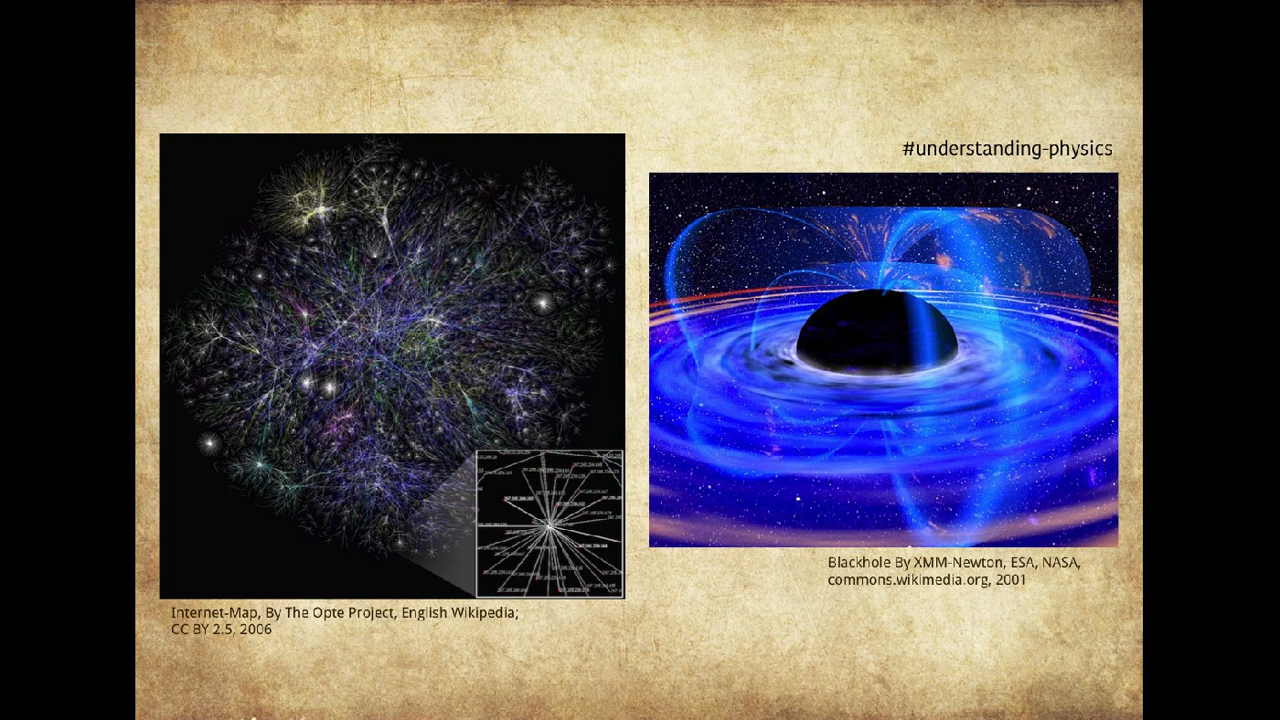 #understanding-physics
Internet-Map, By The Opte Project, English Wikipedia;
CC BY 2.5, 2006
Blackhole By XMM-Newton, ESA, NASA,
commons.wikimedia.org, 2001